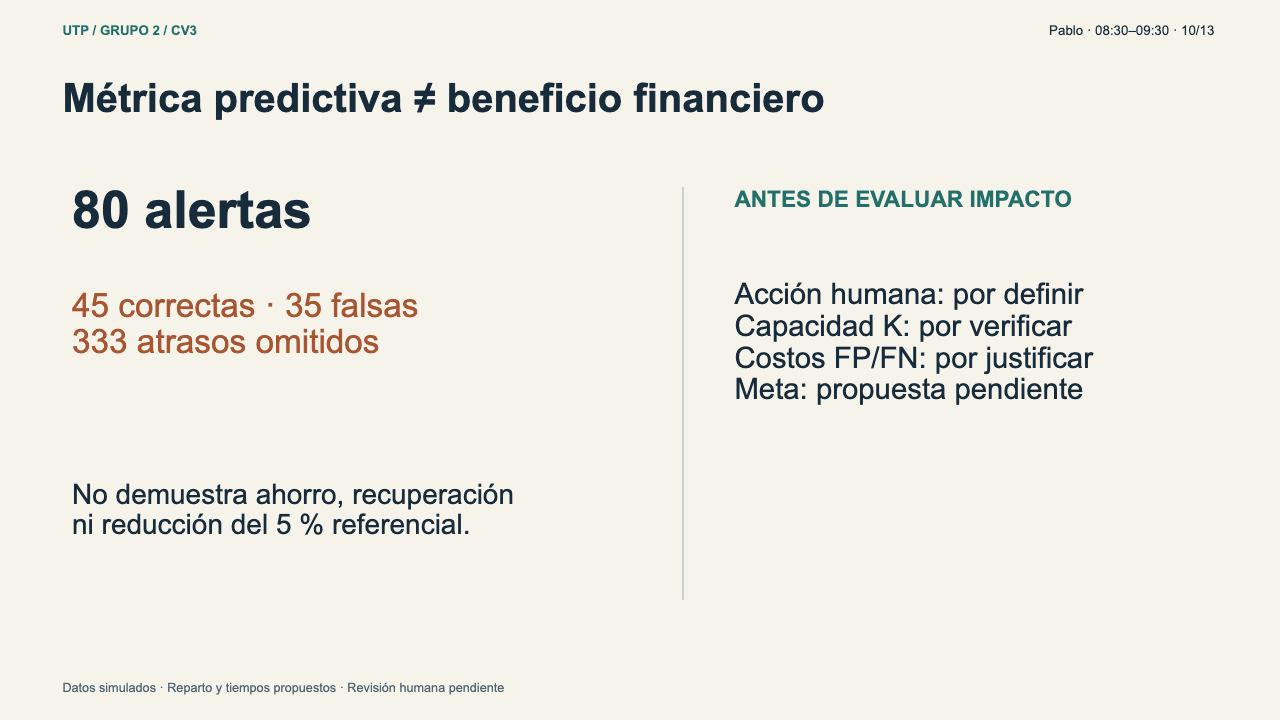 UTP / GRUPO 2 / CV3
Pablo · 08:30–09:30 · 10/13
Métrica predictiva ≠ beneficio financiero
80 alertas
45 correctas · 35 falsas
333 atrasos omitidos
No demuestra ahorro, recuperación
ni reducción del 5 % referencial.
ANTES DE EVALUAR IMPACTO
Acción humana: por definir
Capacidad K: por verificar
Costos FP/FN: por justificar
Meta: propuesta pendiente
Datos simulados · Reparto y tiempos propuestos · Revisión humana pendiente